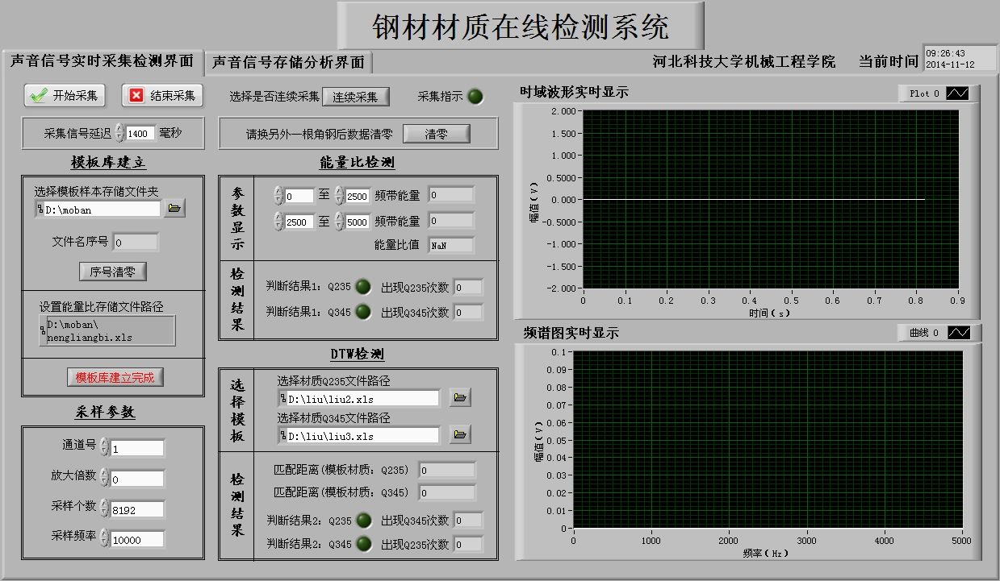 钢材材质在线检测系统
声音信号实时采集检测界面
声音信号存储分析界面
河北科技大学机械工程学院
当前时间
09:26:43
2014-11-12
开始采集
结束采集
选择是否连续采集
连续采集
采集指示
采集信号延迟
1400
毫秒
请换另外一根角钢后数据清零
清零
模板库建立
选择模板样本存储文件夹
D:\moban
文件名序号
0
序号清零
设置能量比存储文件路径
D:\moban\
nengliangbi.xls
模板库建立完成
采样参数
通道号
1
放大倍数
0
采样个数
8192
采样频率
10000
能量比检测
参数显示
0 至 2500 频带能量 0
2500 至 5000 频带能量 0
能量比值 NaN
检测结果
判断结果1: Q235 出现Q235次数 0
判断结果1: Q345 出现Q345次数 0
DTW检测
选择模板
选择材质Q235文件路径
D:\liu\liu2.xls
选择材质Q345文件路径
D:\liu\liu3.xls
检测结果
匹配距离(模板材质: Q235) 0
匹配距离(模板材质: Q345) 0
判断结果2: Q235 出现Q345次数 0
判断结果2: Q345 出现Q235次数 0
时域波形实时显示
Plot 0
幅值(V)
2.000
1.500
1.000
0.5000
0.000
-0.5000
-1.000
-1.500
-2.000
0 0.1 0.2 0.3 0.4 0.5 0.6 0.7 0.8 0.9
时间(s)
频谱图实时显示
曲线 0
幅值(V)
0.1
0.09
0.08
0.07
0.06
0.05
0.04
0.03
0.02
0.01
0
0 1000 2000 3000 4000 5000
频率(Hz)